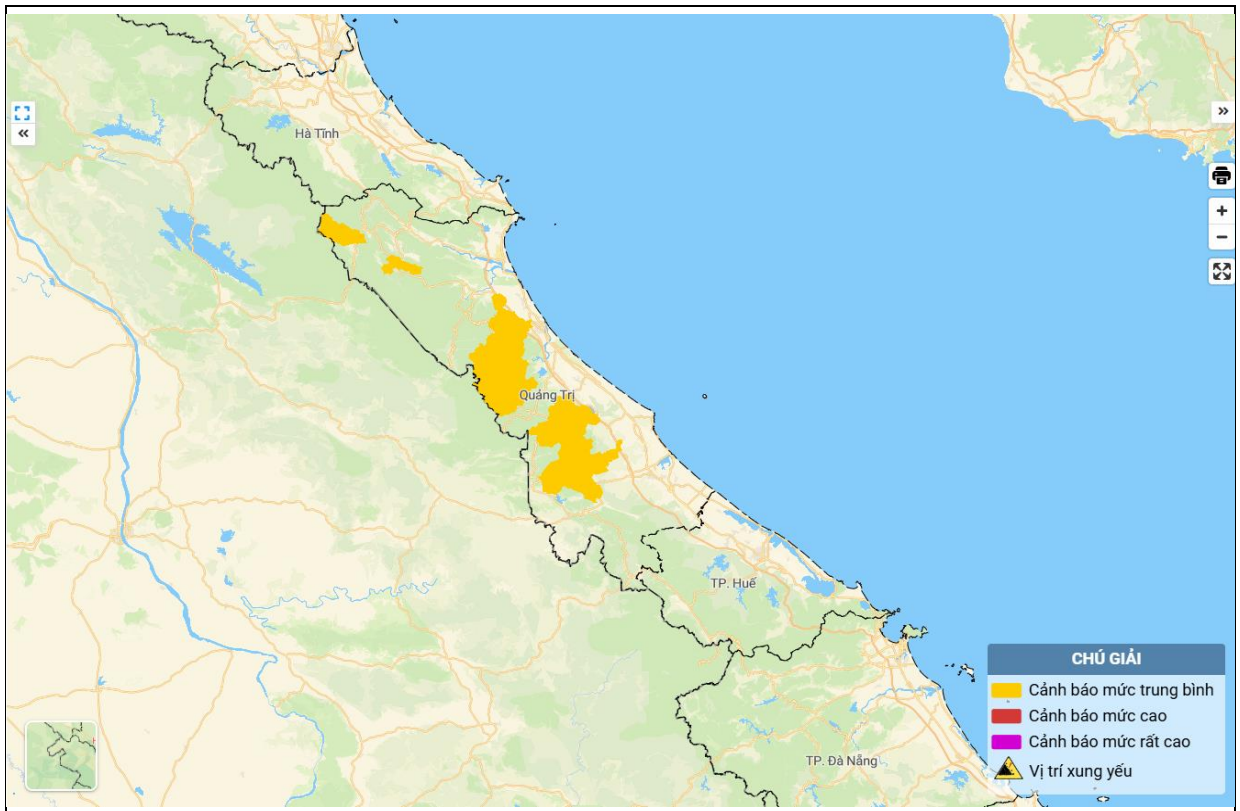 Hà Tĩnh
Quảng Trị
TP. Huế
TP. Đà Nẵng
CHÚ GIẢI
Cảnh báo mức trung bình
Cảnh báo mức cao
Cảnh báo mức rất cao
Vị trí xung yếu